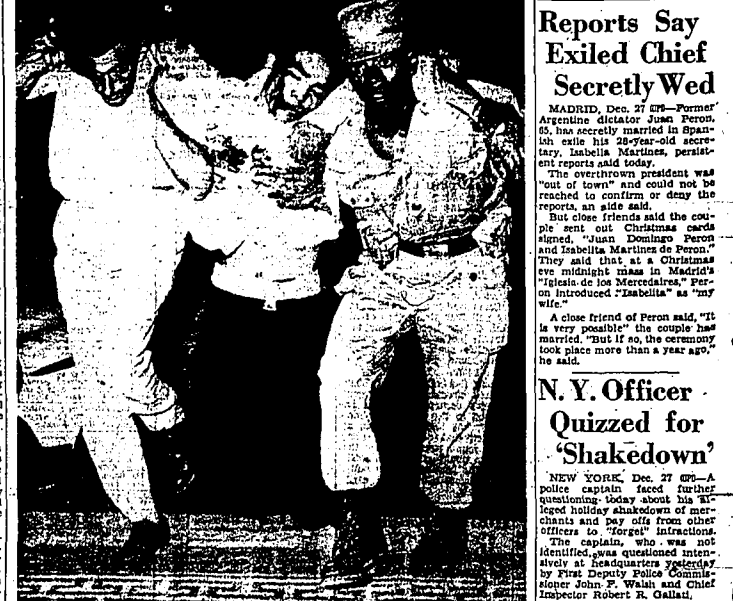 Reports Say
Exiled Chief
Secretly Wed
MADRID, Dec. 27 (UPI)—Former
Argentine dictator Juan Peron,
65, has secretly married in Span-
ish exile his 28-year-old secre-
tary, Isabella Martines, persist-
ent reports said today.
The overthrown president was
"out of town" and could not be
reached to confirm or deny the
reports, an aide said.
But close friends said the cou-
ple sent out Christmas cards
signed, "Juan Domingo Peron
and Isabelita Martinez de Peron."
They said that at a Christmas
eve midnight mass in Madrid's
"Iglesia de los Mercedaires," Per-
on introduced "Isabelita" as "my
wife."
A close friend of Peron said, "It
is very possible" the couple has
married. "But if so, the ceremony
took place more than a year ago,"
he said.
N. Y. Officer
Quizzed for
'Shakedown'
NEW YORK, Dec. 27 (UPI)—A
police captain faced further
questioning today about his al-
leged holiday shakedown of mer-
chants and pay offs from other
officers to "forget" infractions.
The captain, who was not
identified, was questioned inten-
sively at headquarters yesterday
by First Deputy Police Commis-
sioner John F. Walsh and Chief
Inspector Robert R. Gallati,